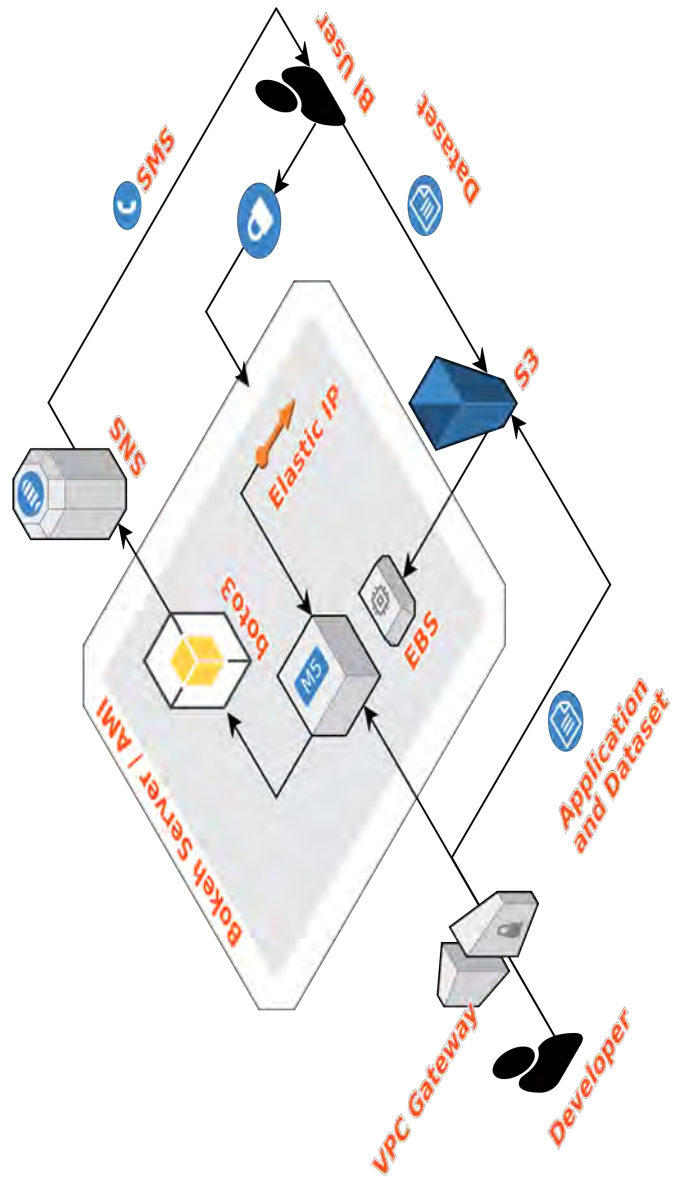 BI User
Dataset
SMS
S3
SNS
Elastic IP
boto3
EBS
M5
Bokeh Server / AMI
Application
and Dataset
VPC Gateway
Developer